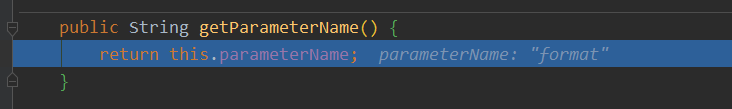 public String getParameterName() {
return this.parameterName; parameterName: "format"
}